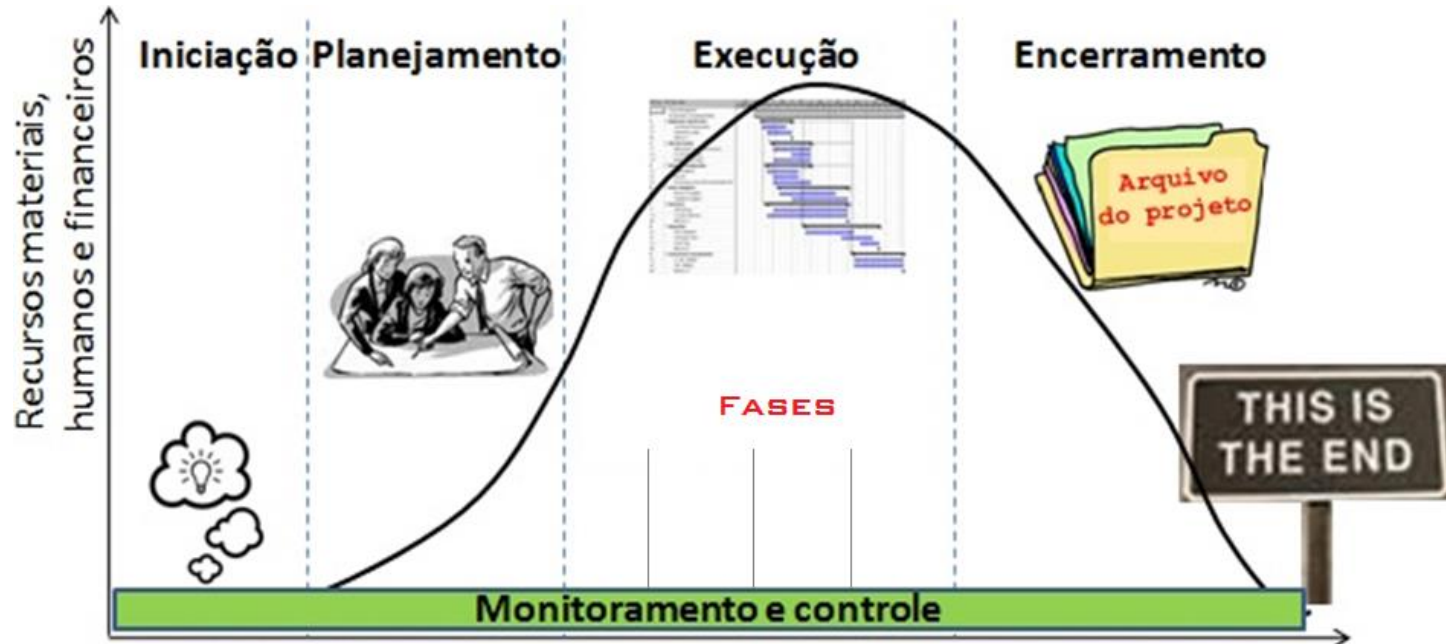 Recursos materiais,
humanos e financeiros
Iniciação
Planejamento
Execução
Encerramento
Arquivo
do projeto
FASES
THIS IS
THE END
Monitoramento e controle